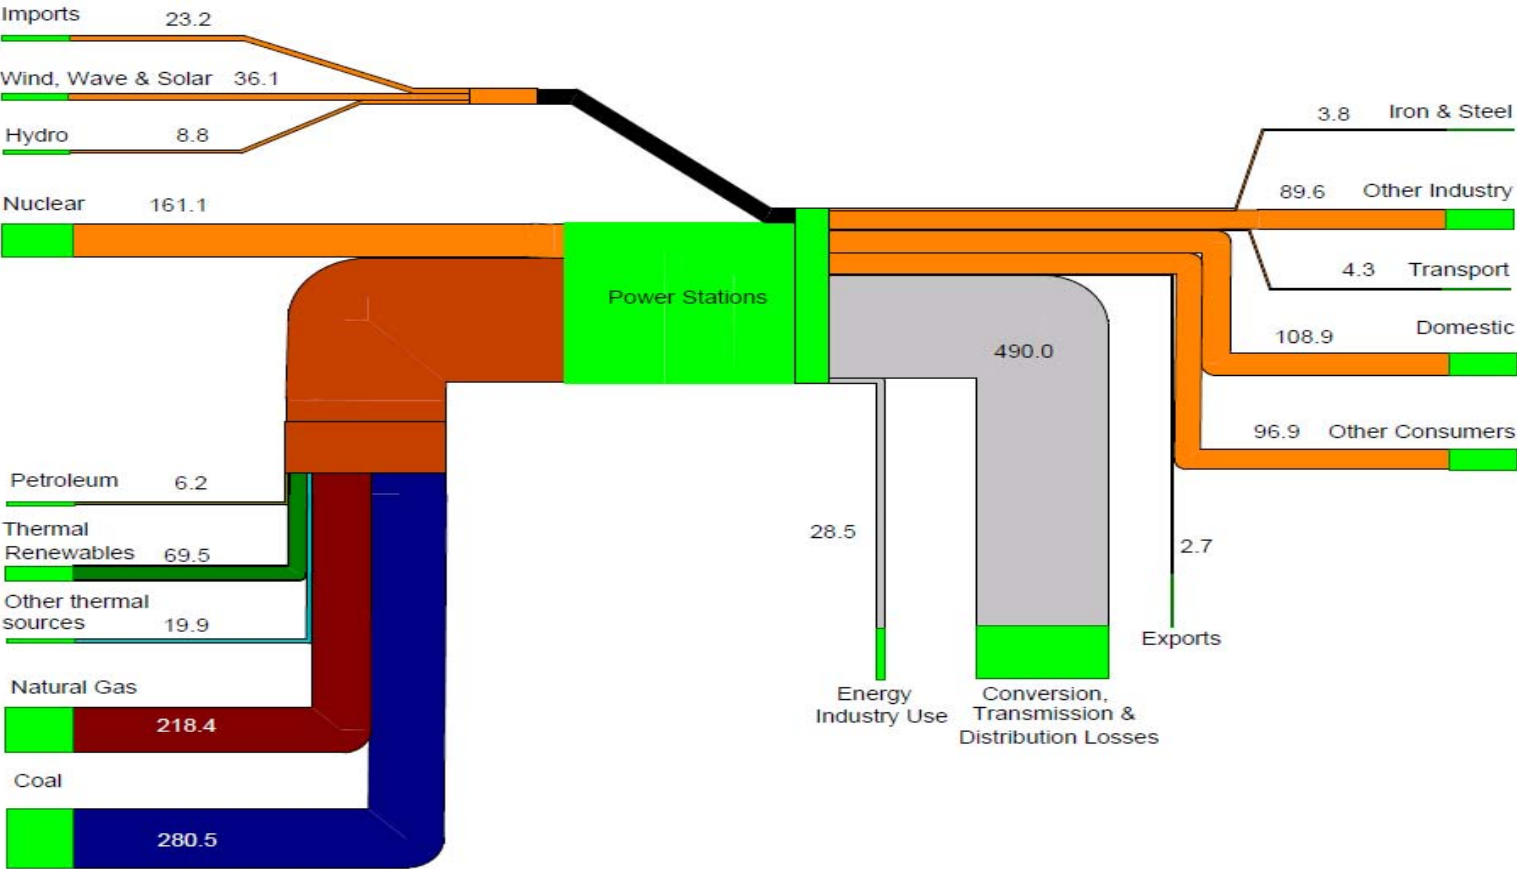 Imports
23.2
Wind, Wave & Solar 36.1
Hydro
8.8
Nuclear
161.1
Power Stations
Petroleum
6.2
Thermal
Renewables
69.5
Other thermal
sources
19.9
Natural Gas
218.4
Coal
280.5
3.8 Iron & Steel
89.6 Other Industry
4.3 Transport
Domestic
108.9
96.9 Other Consumers
490.0
28.5
2.7
Exports
Energy
Industry Use
Conversion,
Transmission &
Distribution Losses